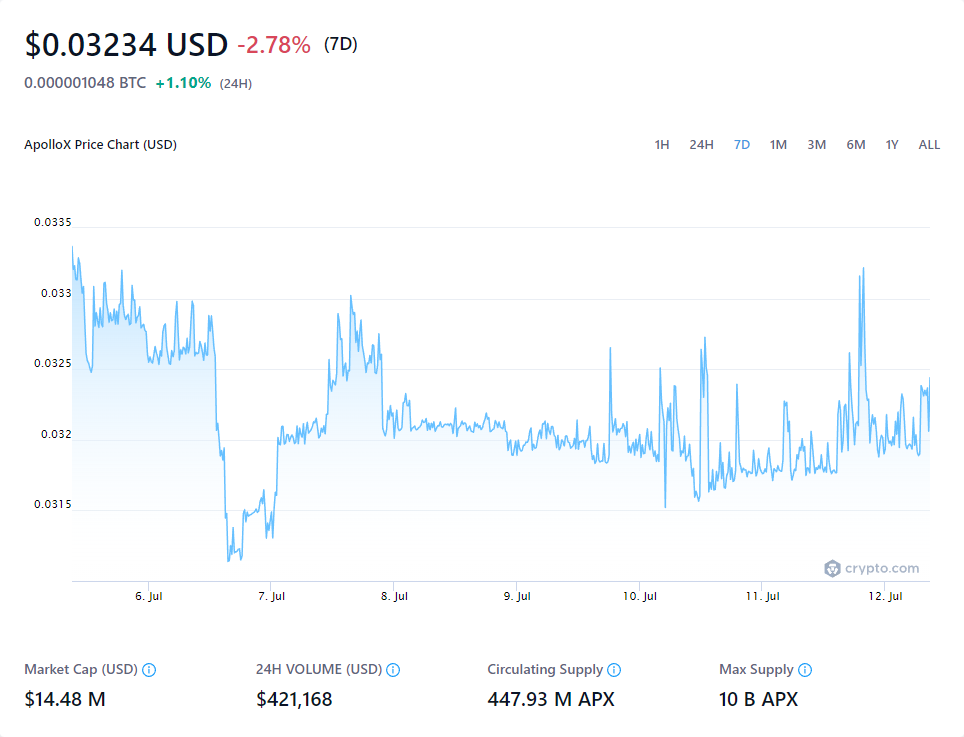 $0.03234 USD -2.78% (7D)
0.000001048 BTC +1.10% (24H)
ApolloX Price Chart (USD) 1H 24H 7D 1M 3M 6M 1Y ALL
0.0335
0.033
0.0325
0.032
0.0315
crypto.com
6. Jul 7. Jul 8. Jul 9. Jul 10. Jul 11. Jul 12. Jul
Market Cap (USD) 24H VOLUME (USD) Circulating Supply Max Supply
$14.48 M $421,168 447.93 M APX 10 B APX